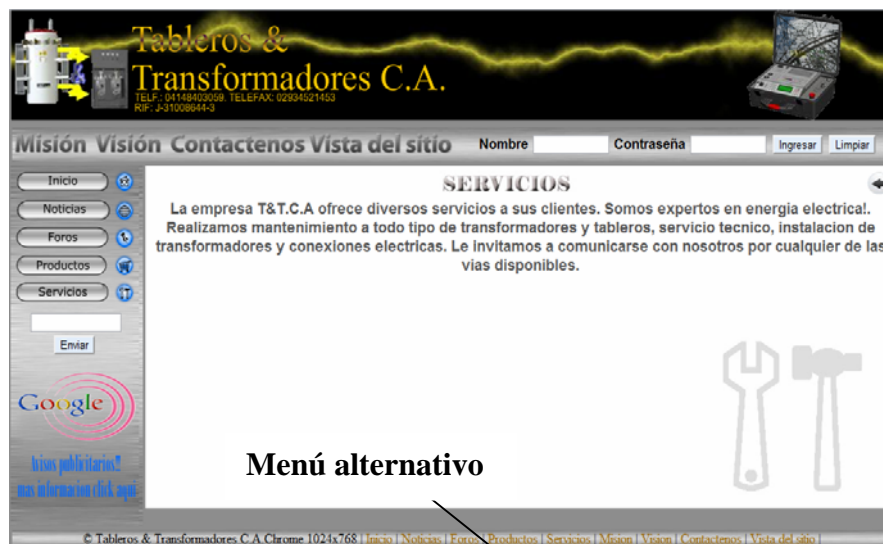 Tableros &
Transformadores C.A.
TELF.: 04148403059. TELEFAX: 02934521453
RIF: J-31008644-3
Misión Visión Contactenos Vista del sitio
Nombre Contraseña Ingresar Limpiar
Inicio
Noticias
Foros
Productos
Servicios
Enviar
Google
Avisos publicitarios!!
mas informacion click aqui
SERVICIOS
La empresa T&T.C.A ofrece diversos servicios a sus clientes. Somos expertos en energia electrica!.
Realizamos mantenimiento a todo tipo de transformadores y tableros, servicio tecnico, instalacion de
transformadores y conexiones electricas. Le invitamos a comunicarse con nosotros por cualquier de las
vias disponibles.
Menú alternativo
© Tableros & Transformadores C.A Chrome 1024x768 | Inicio | Noticias | Foros | Productos | Servicios | Mision | Vision | Contactenos | Vista del sitio |